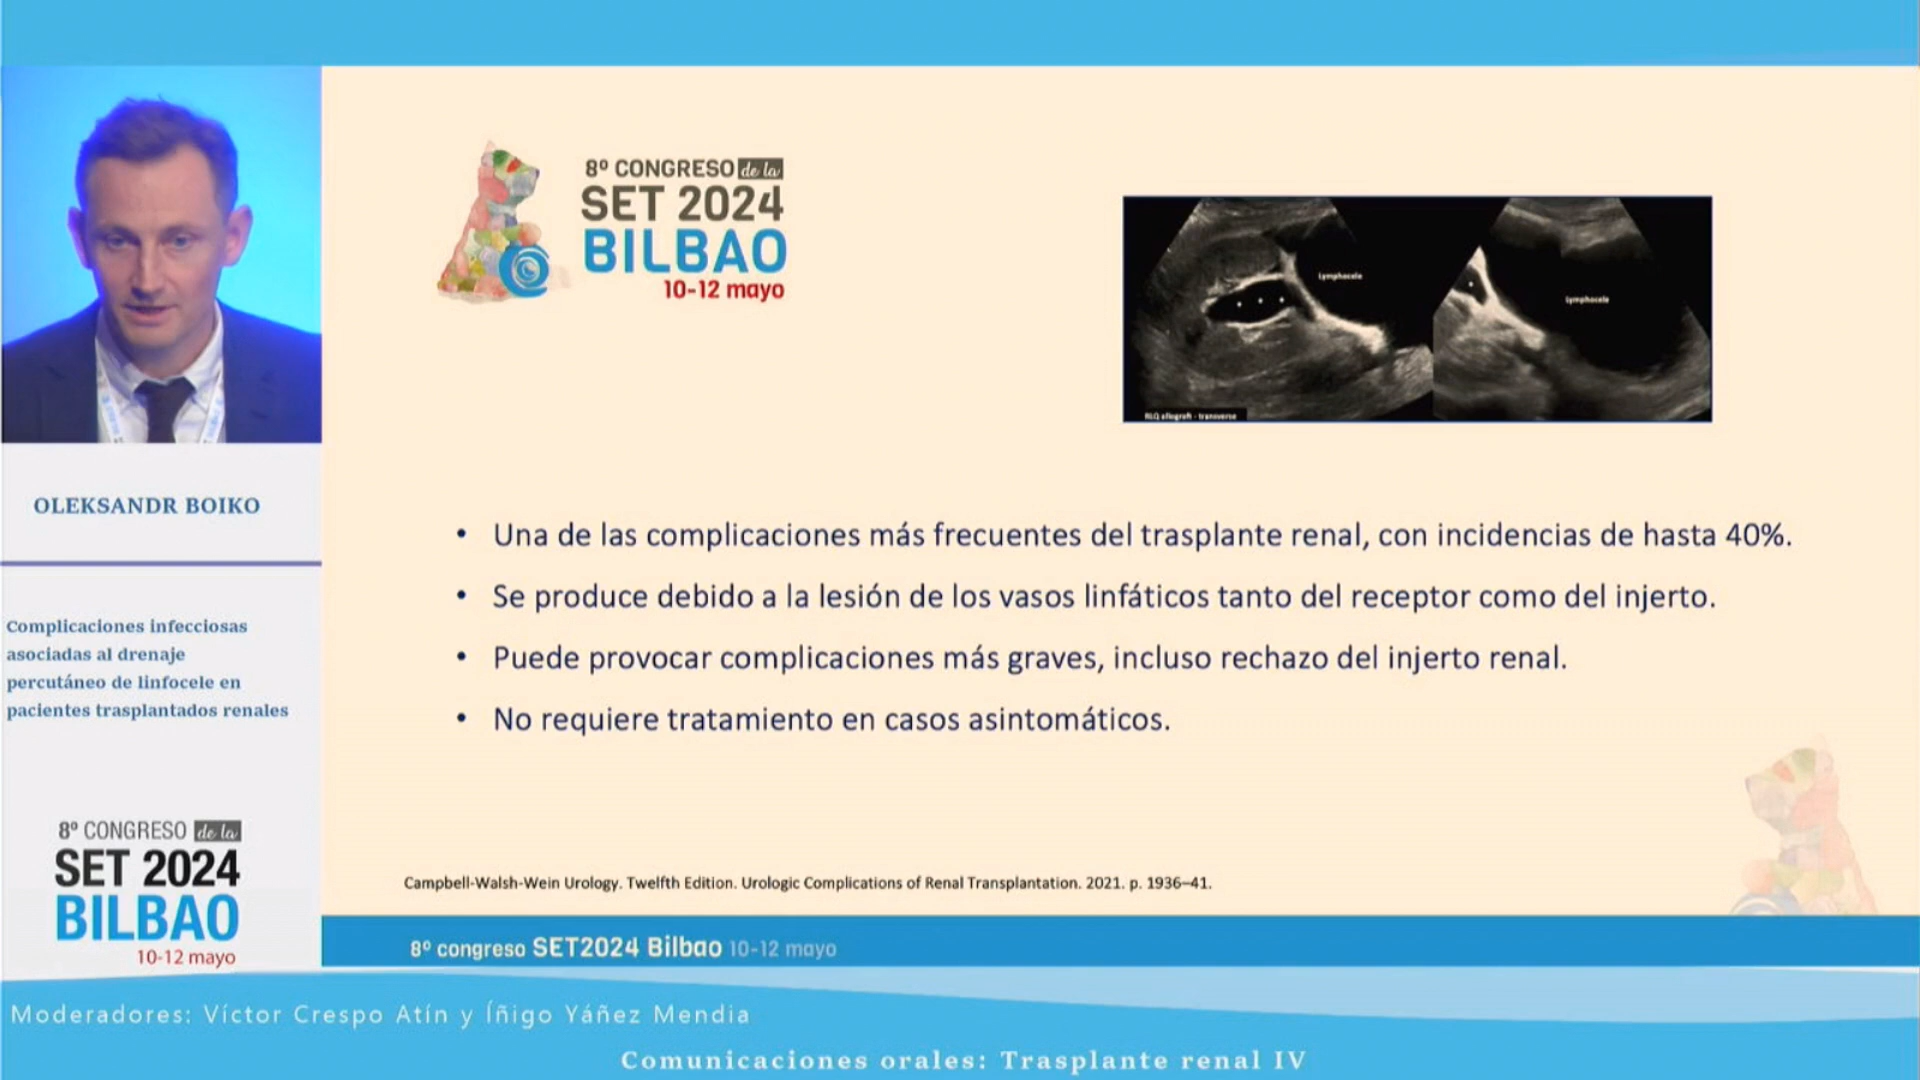 8º CONGRESO de la
SET 2024
BILBAO
10-12 mayo
Lymphocele
Lymphocele
RLQ allograft - transverse
• Una de las complicaciones más frecuentes del trasplante renal, con incidencias de hasta 40%.
• Se produce debido a la lesión de los vasos linfáticos tanto del receptor como del injerto.
• Puede provocar complicaciones más graves, incluso rechazo del injerto renal.
• No requiere tratamiento en casos asintomáticos.
Campbell-Walsh-Wein Urology. Twelfth Edition. Urologic Complications of Renal Transplantation. 2021. p. 1936–41.
8º congreso SET2024 Bilbao 10-12 mayo
OLEKSANDR BOIKO
Complicaciones infecciosas
asociadas al drenaje
percutáneo de linfocele en
pacientes trasplantados renales
8º CONGRESO de la
SET 2024
BILBAO
10-12 mayo
Moderadores: Víctor Crespo Atín y Íñigo Yáñez Mendia
Comunicaciones orales: Trasplante renal IV